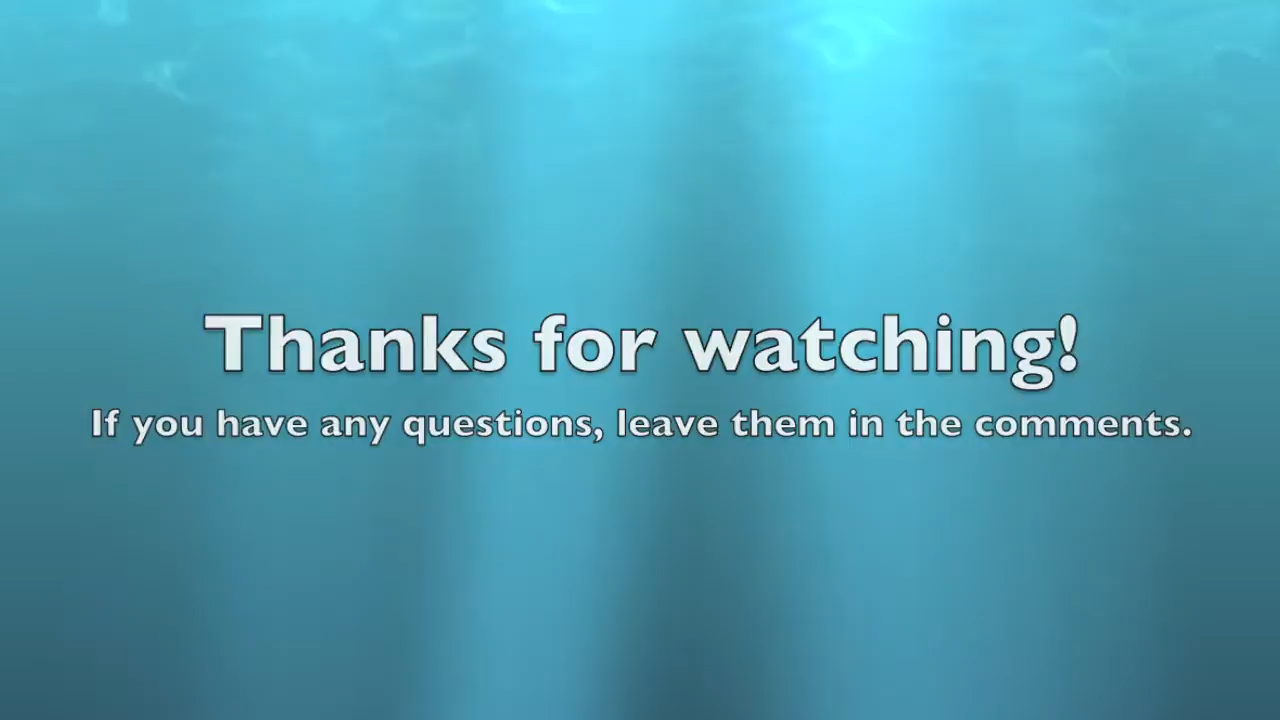 Thanks for watching!
If you have any questions, leave them in the comments.